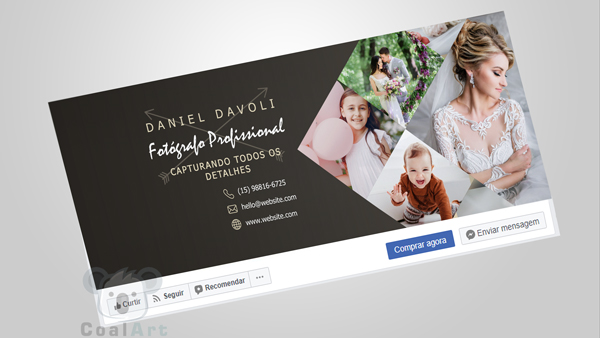 DANIEL DAVOLI
Fotógrafo Profissional
CAPTURANDO TODOS OS
DETALHES
(15) 98816-6725
hello@website.com
www.website.com
Comprar agora
Enviar mensagem
Curtir
Seguir
Recomendar
CoalArt